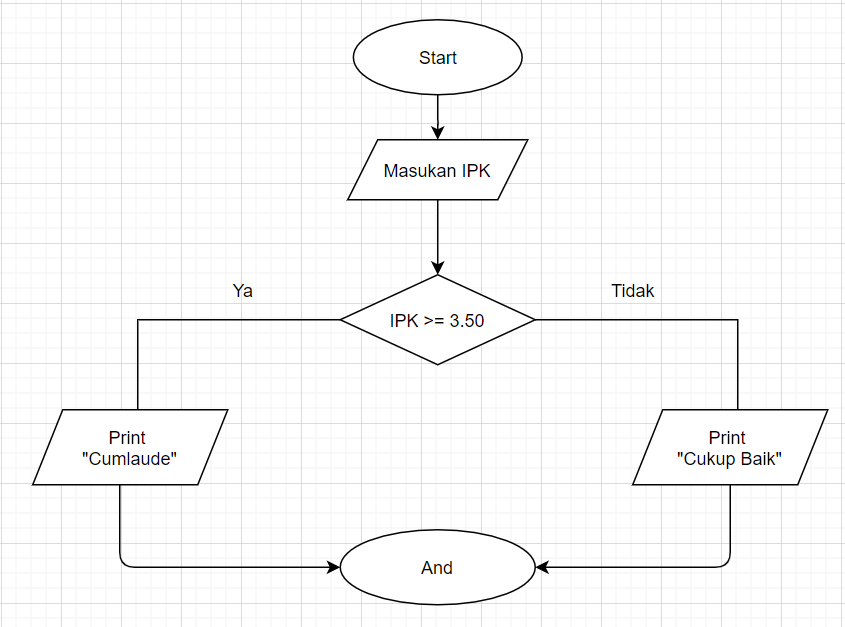 Start
Masukan IPK
Ya
Tidak
IPK >= 3.50
Print
"Cumlaude"
Print
"Cukup Baik"
And